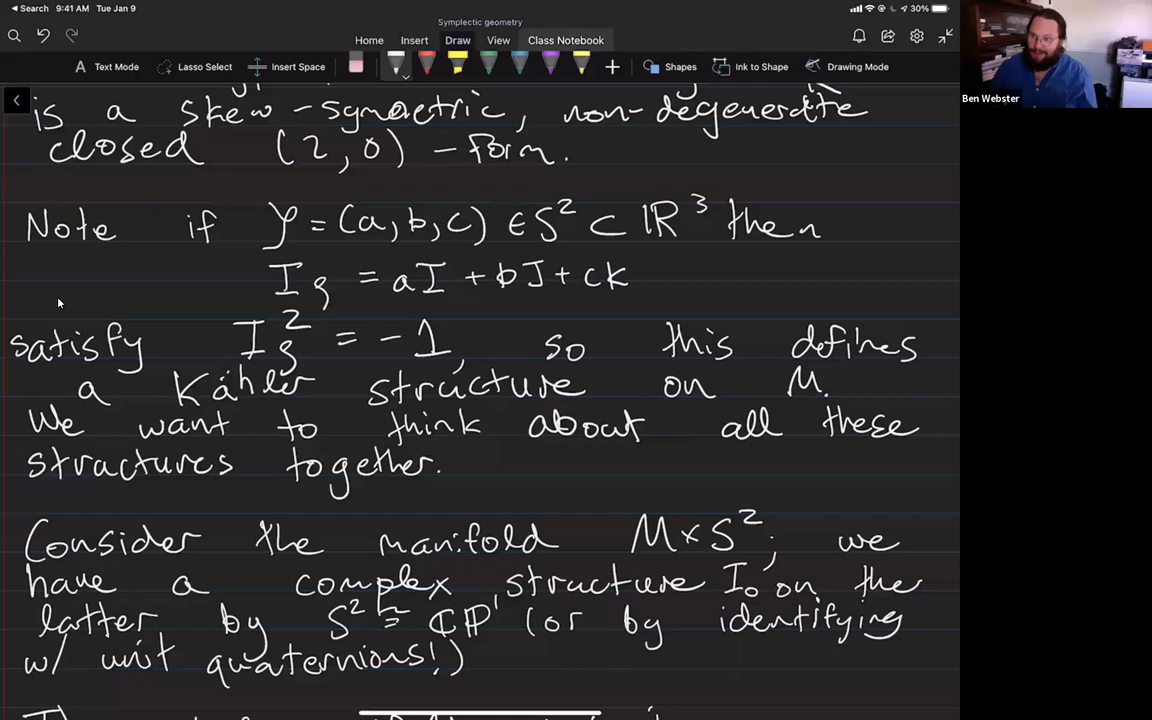 Search 9:41 AM Tue Jan 9
30%
Symplectic geometry
Home Insert Draw View Class Notebook
Text Mode Lasso Select Insert Space Shapes Ink to Shape Drawing Mode
Ben Webster
is a skew-symmetric, non-degenerate
closed (2,0)-form.
Note if ζ=(a,b,c) ∈ S² ⊂ ℝ³ then
I_ζ = aI + bJ + cK
satisfy I_ζ² = -1, so this defines
a Kähler structure on M.
We want to think about all these
structures together.
Consider the manifold M×S²; we
have a complex structure I₀ on the
latter by S² ≅ ℂℙ¹ (or by identifying
w/ unit quaternions!)